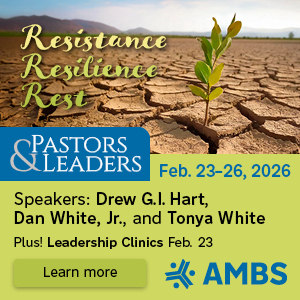 Resistance
Resilience
Rest
PASTORS
& LEADERS
Feb. 23–26, 2026
Speakers: Drew G.I. Hart,
Dan White, Jr., and Tonya White
Plus! Leadership Clinics Feb. 23
Learn more
AMBS